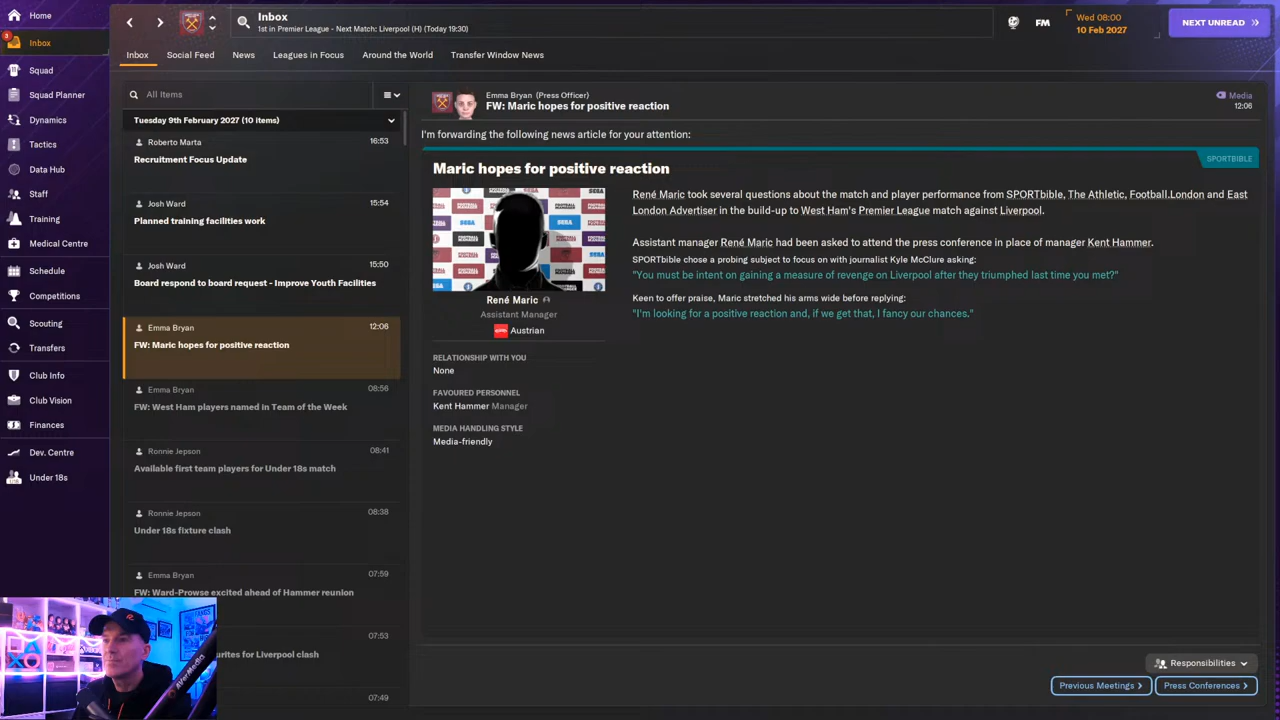 Home
3
Inbox
Squad
Squad Planner
Dynamics
Tactics
Data Hub
Staff
Training
Medical Centre
Schedule
Competitions
Scouting
Transfers
Club Info
Club Vision
Finances
Dev. Centre
Under 18s
Inbox
1st in Premier League - Next Match: Liverpool (H) (Today 19:30)
FM
Wed 08:00
10 Feb 2027
NEXT UNREAD
Inbox
Social Feed
News
Leagues in Focus
Around the World
Transfer Window News
All Items
Tuesday 9th February 2027 (10 items)
Roberto Marta
16:53
Recruitment Focus Update
Josh Ward
15:54
Planned training facilities work
Josh Ward
15:50
Board respond to board request - Improve Youth Facilities
Emma Bryan
12:06
FW: Maric hopes for positive reaction
Emma Bryan
08:56
FW: West Ham players named in Team of the Week
Ronnie Jepson
08:41
Available first team players for Under 18s match
Ronnie Jepson
08:38
Under 18s fixture clash
Emma Bryan
07:59
FW: Ward-Prowse excited ahead of Hammer reunion
07:53
for Liverpool clash
07:49
Emma Bryan (Press Officer)
FW: Maric hopes for positive reaction
Media
12:06
I'm forwarding the following news article for your attention:
SPORTBIBLE
Maric hopes for positive reaction
René Maric
Assistant Manager
Austrian
RELATIONSHIP WITH YOU
None
FAVOURED PERSONNEL
Kent Hammer Manager
MEDIA HANDLING STYLE
Media-friendly
René Maric took several questions about the match and player performance from SPORTbible, The Athletic, Football.London and East
London Advertiser in the build-up to West Ham's Premier League match against Liverpool.
Assistant manager René Maric had been asked to attend the press conference in place of manager Kent Hammer.
SPORTbible chose a probing subject to focus on with journalist Kyle McClure asking:
"You must be intent on gaining a measure of revenge on Liverpool after they triumphed last time you met?"
Keen to offer praise, Maric stretched his arms wide before replying:
"I'm looking for a positive reaction and, if we get that, I fancy our chances."
Responsibilities
Previous Meetings
Press Conferences
AVerMedia